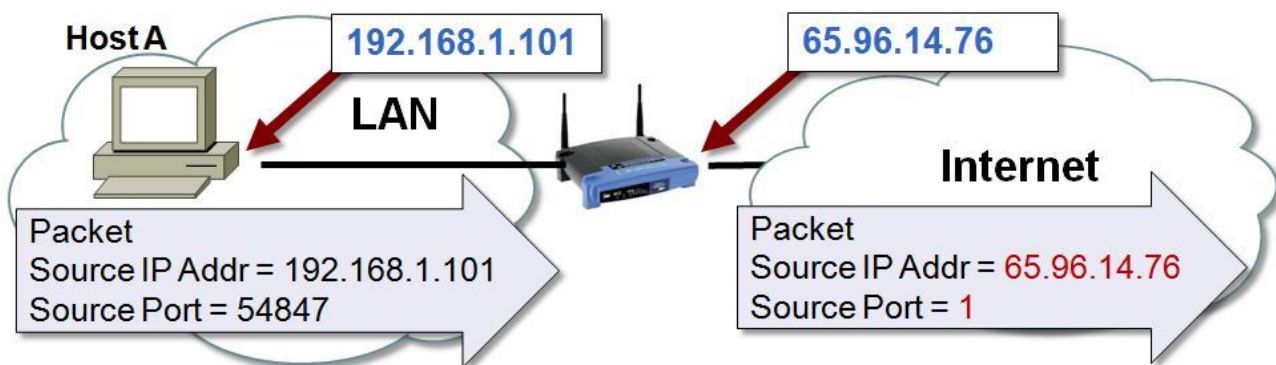 Host A
192.168.1.101
65.96.14.76
LAN
Internet
Packet
Source IP Addr = 192.168.1.101
Source Port = 54847
Packet
Source IP Addr = 65.96.14.76
Source Port = 1